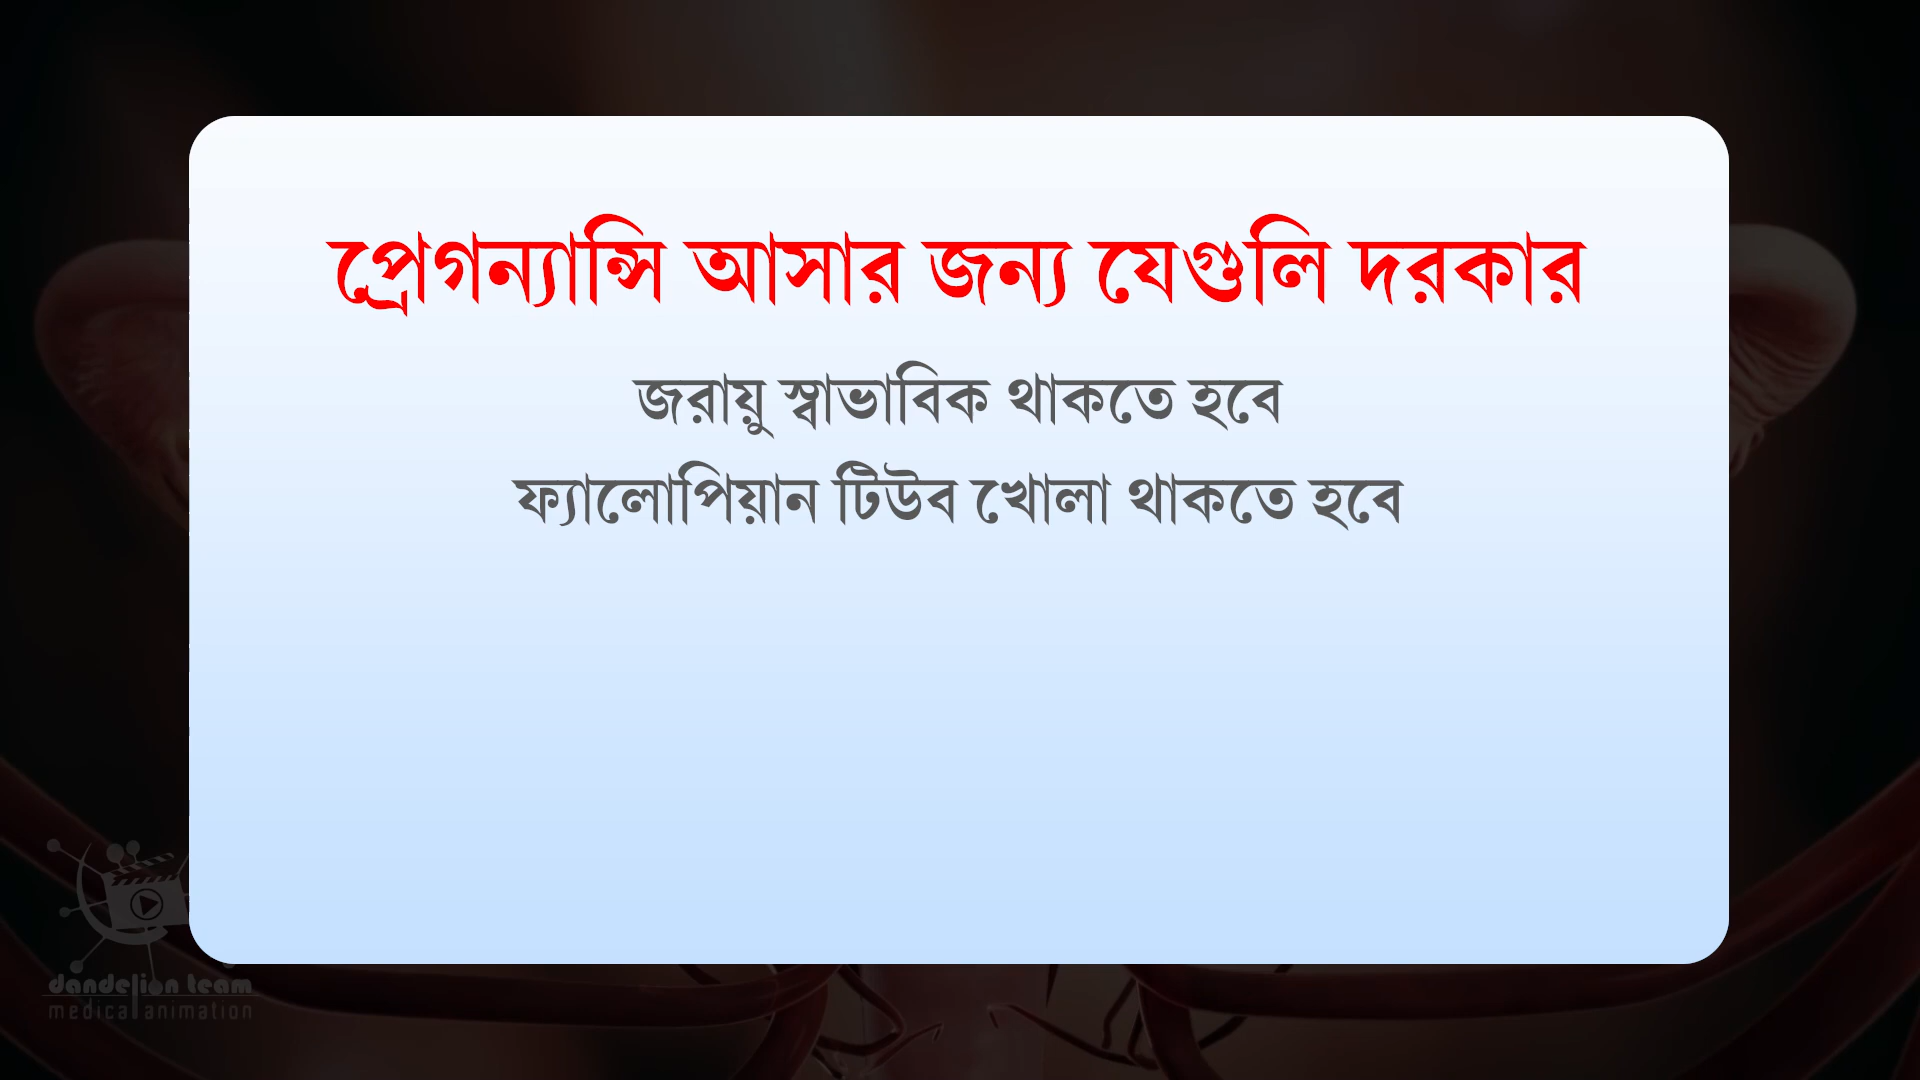 প্রেগন্যান্সি আসার জন্য যেগুলি দরকার
জরায়ু স্বাভাবিক থাকতে হবে
ফ্যালোপিয়ান টিউব খোলা থাকতে হবে
dandelion team
medical animation